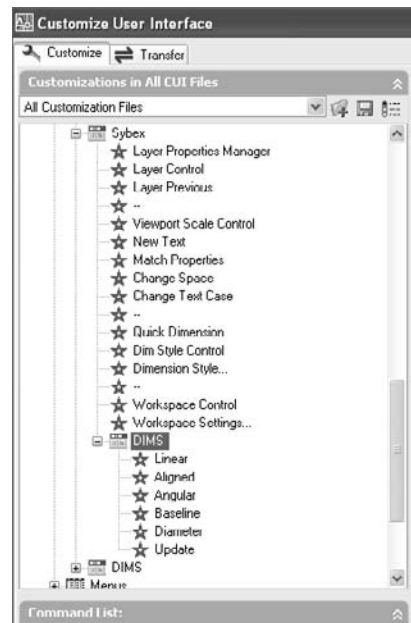 Customize User Interface
Customize Transfer
Customizations in All CUI Files
All Customization Files
Sybex
Layer Properties Manager
Layer Control
Layer Previous
--
Viewport Scale Control
New Text
Match Properties
Change Space
Change Text Case
--
Quick Dimension
Dim Style Control
Dimension Style...
--
Workspace Control
Workspace Settings...
DIMS
Linear
Aligned
Angular
Baseline
Diameter
Update
DIMS
Menus
Command List: